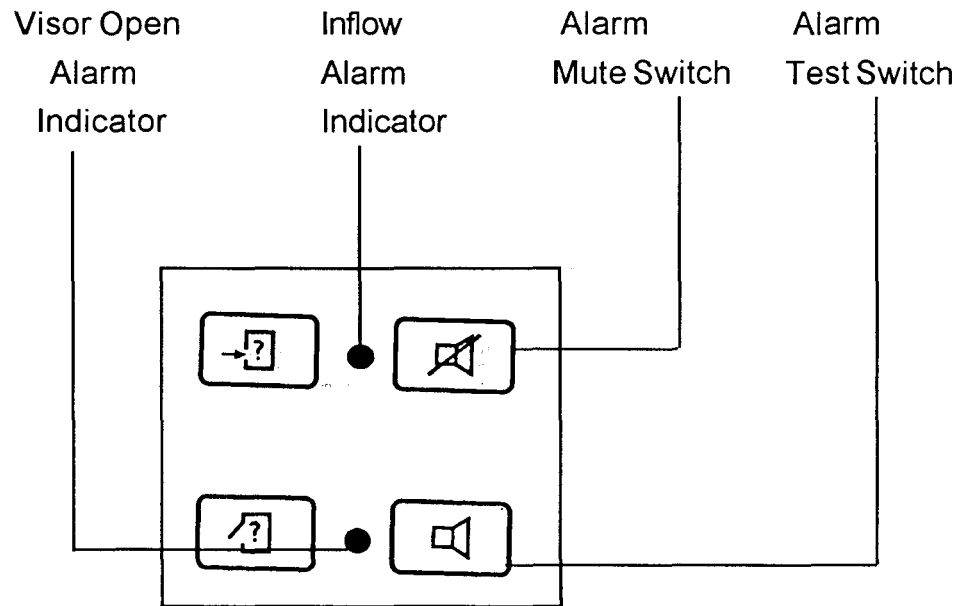 Visor Open
Alarm
Indicator
Inflow
Alarm
Indicator
Alarm
Mute Switch
Alarm
Test Switch
?
?